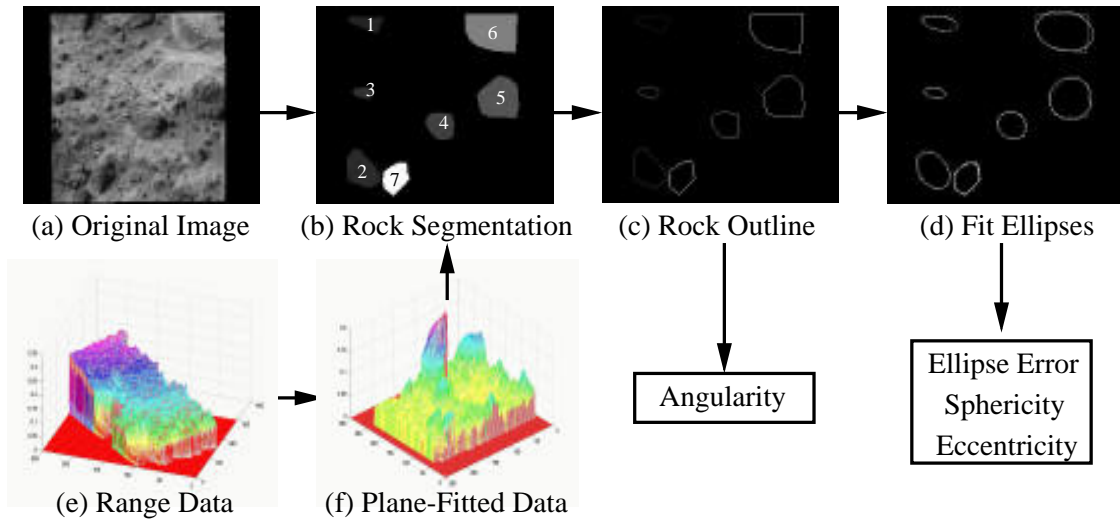 1
6
3
5
4
2
7
(a) Original Image
(b) Rock Segmentation
(c) Rock Outline
(d) Fit Ellipses
Angularity
Ellipse Error
Sphericity
Eccentricity
(e) Range Data
(f) Plane-Fitted Data